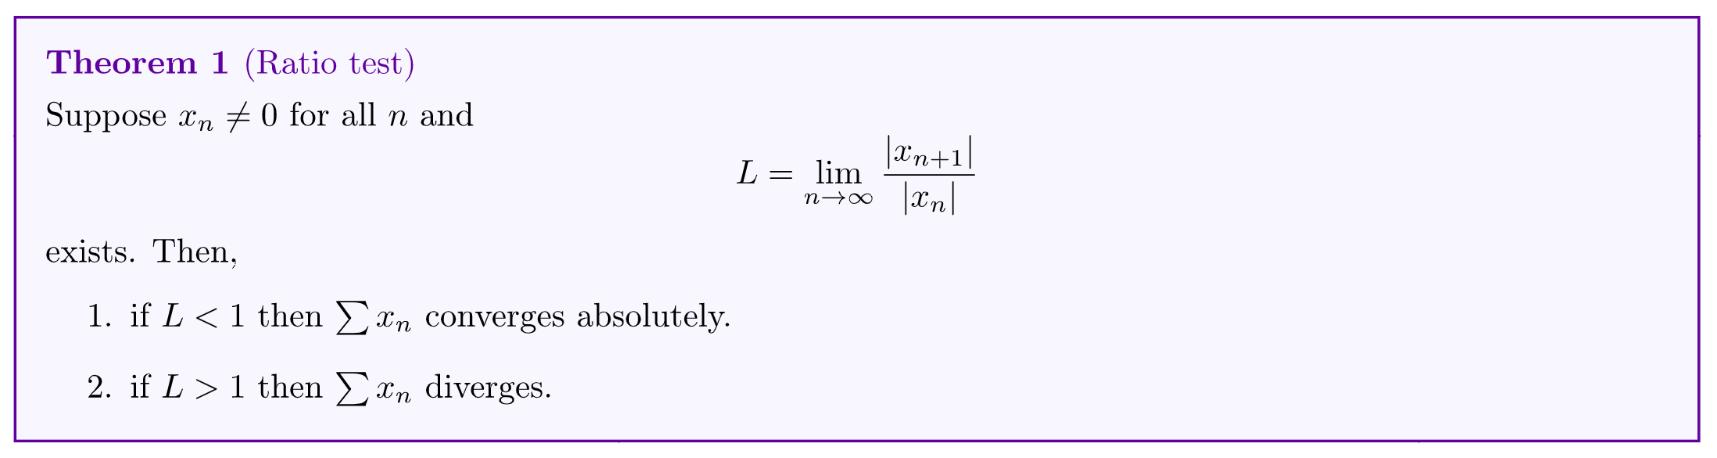 Theorem 1 (Ratio test)
Suppose $x_n \neq 0$ for all $n$ and
$$L = \lim_{n \to \infty} \frac{|x_{n+1}|}{|x_n|}$$
exists. Then,
1. if $L < 1$ then $\sum x_n$ converges absolutely.
2. if $L > 1$ then $\sum x_n$ diverges.